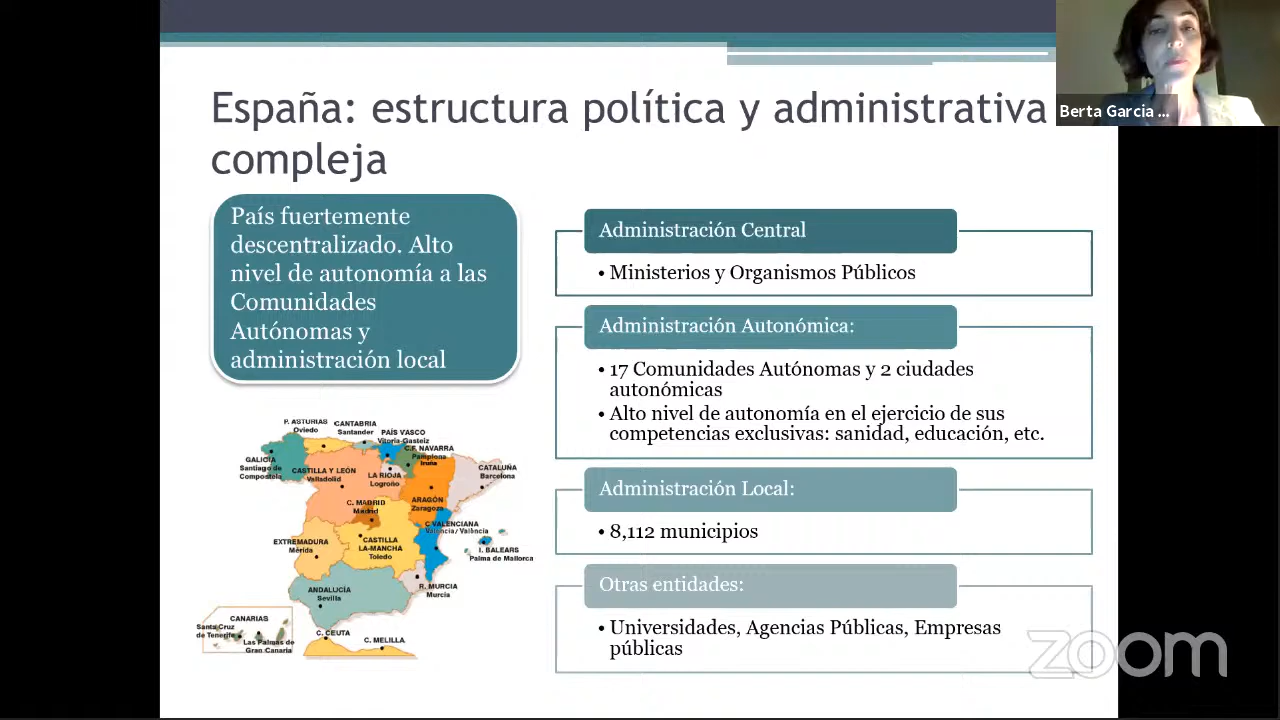 España: estructura política y administrativa
compleja
Berta Garcia ...
País fuertemente
descentralizado. Alto
nivel de autonomía a las
Comunidades
Autónomas y
administración local
Administración Central
• Ministerios y Organismos Públicos
Administración Autonómica:
• 17 Comunidades Autónomas y 2 ciudades
autonómicas
• Alto nivel de autonomía en el ejercicio de sus
competencias exclusivas: sanidad, educación, etc.
Administración Local:
• 8,112 municipios
Otras entidades:
• Universidades, Agencias Públicas, Empresas
públicas
P. ASTURIAS
Oviedo
CANTABRIA
Santander
PAÍS VASCO
Vitoria-Gasteiz
C.F. NAVARRA
Pamplona
Iruña
GALICIA
Santiago de
Compostela
CASTILLA Y LEÓN
Valladolid
LA RIOJA
Logroño
CATALUÑA
Barcelona
ARAGÓN
Zaragoza
C. MADRID
Madrid
C.VALENCIANA
Valencia/València
EXTREMADURA
Mérida
CASTILLA
LA-MANCHA
Toledo
I. BALEARS
Palma de Mallorca
R. MURCIA
Murcia
ANDALUCÍA
Sevilla
CANARIAS
Santa Cruz
de Tenerife
Las Palmas de
Gran Canaria
C. CEUTA
C. MELILLA
zoom